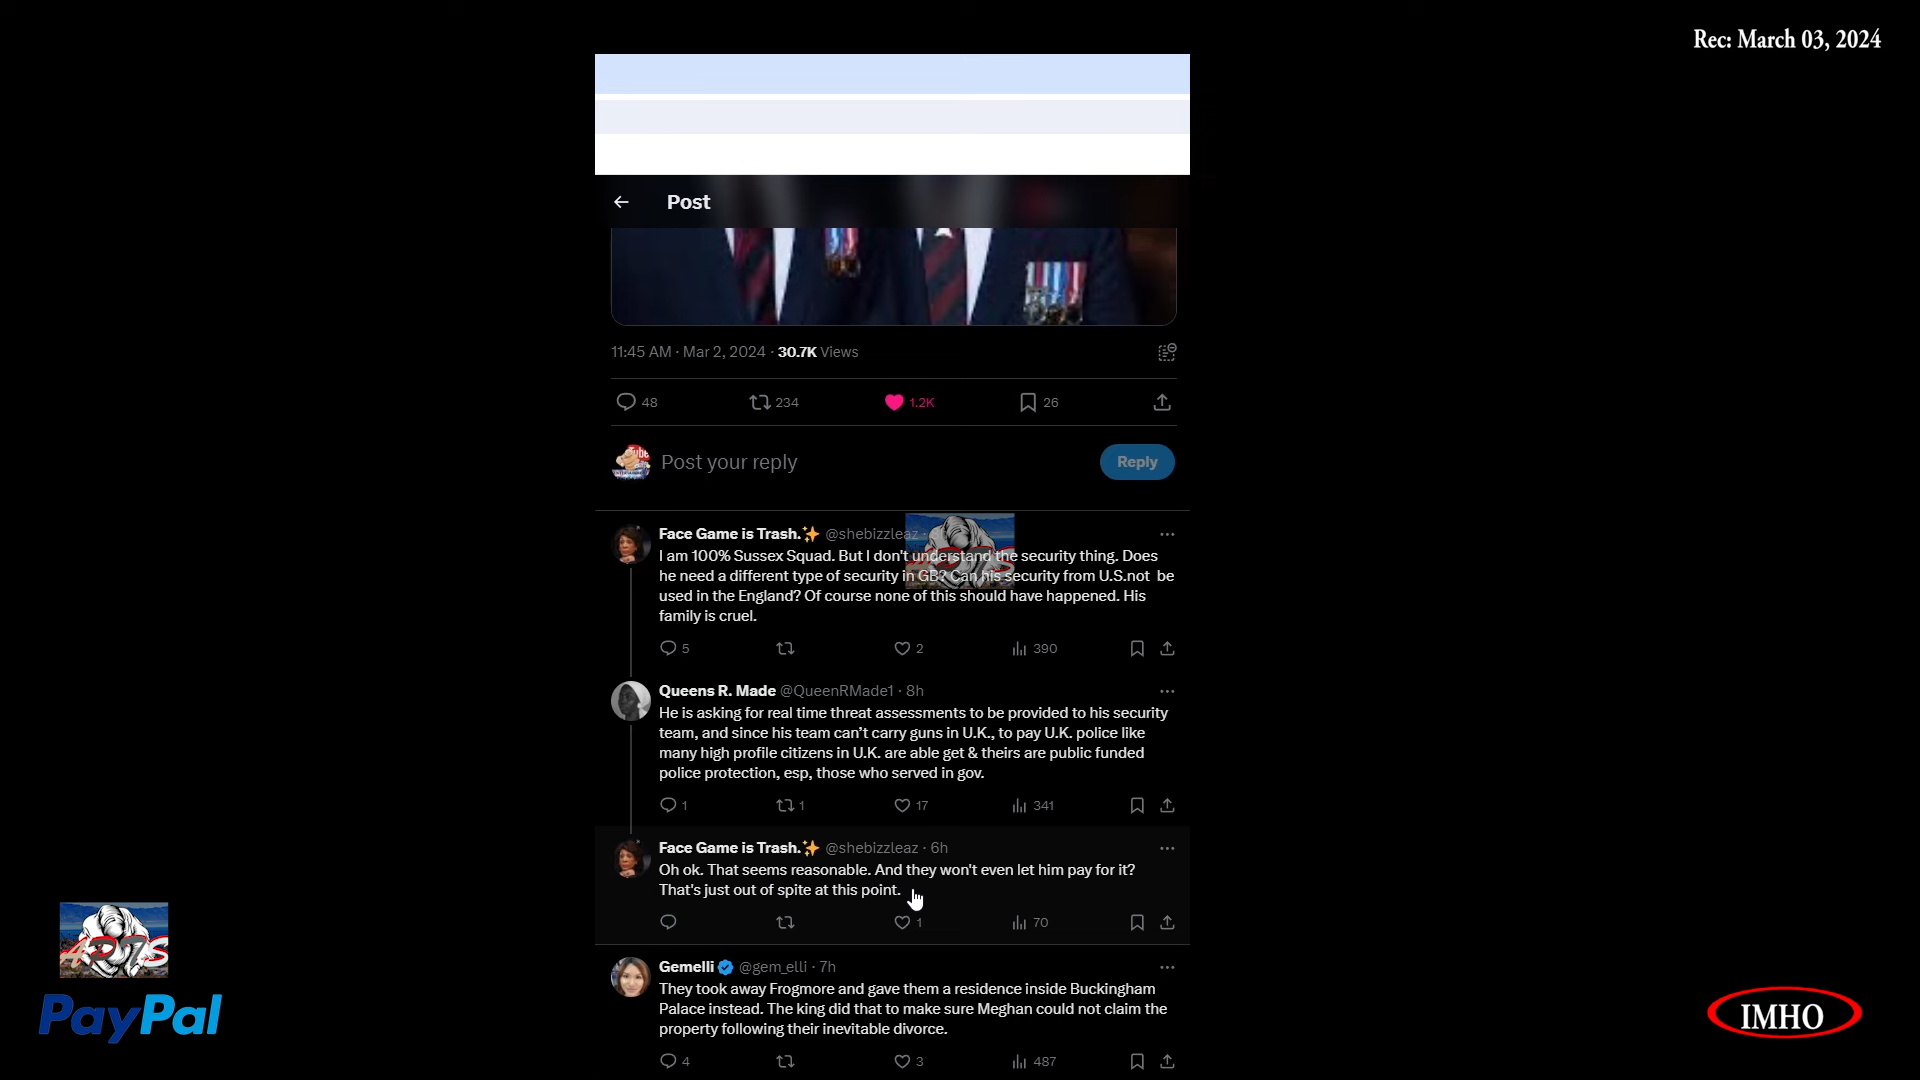 Rec: March 03, 2024
Post
11:45 AM · Mar 2, 2024 · 30.7K Views
48 234 1.2K 26
Post your reply
Reply
Face Game is Trash.✨ @shebizzleaz
I am 100% Sussex Squad. But I don't understand the security thing. Does
he need a different type of security in GB? Can his security from U.S.not be
used in the England? Of course none of this should have happened. His
family is cruel.
5 2 390
Queens R. Made @QueenRMade1 · 8h
He is asking for real time threat assessments to be provided to his security
team, and since his team can’t carry guns in U.K., to pay U.K. police like
many high profile citizens in U.K. are able get & theirs are public funded
police protection, esp, those who served in gov.
1 1 17 341
Face Game is Trash.✨ @shebizzleaz · 6h
Oh ok. That seems reasonable. And they won't even let him pay for it?
That's just out of spite at this point.
1 70
Gemelli @gem_elli · 7h
They took away Frogmore and gave them a residence inside Buckingham
Palace instead. The king did that to make sure Meghan could not claim the
property following their inevitable divorce.
4 3 487
PayPal
IMHO